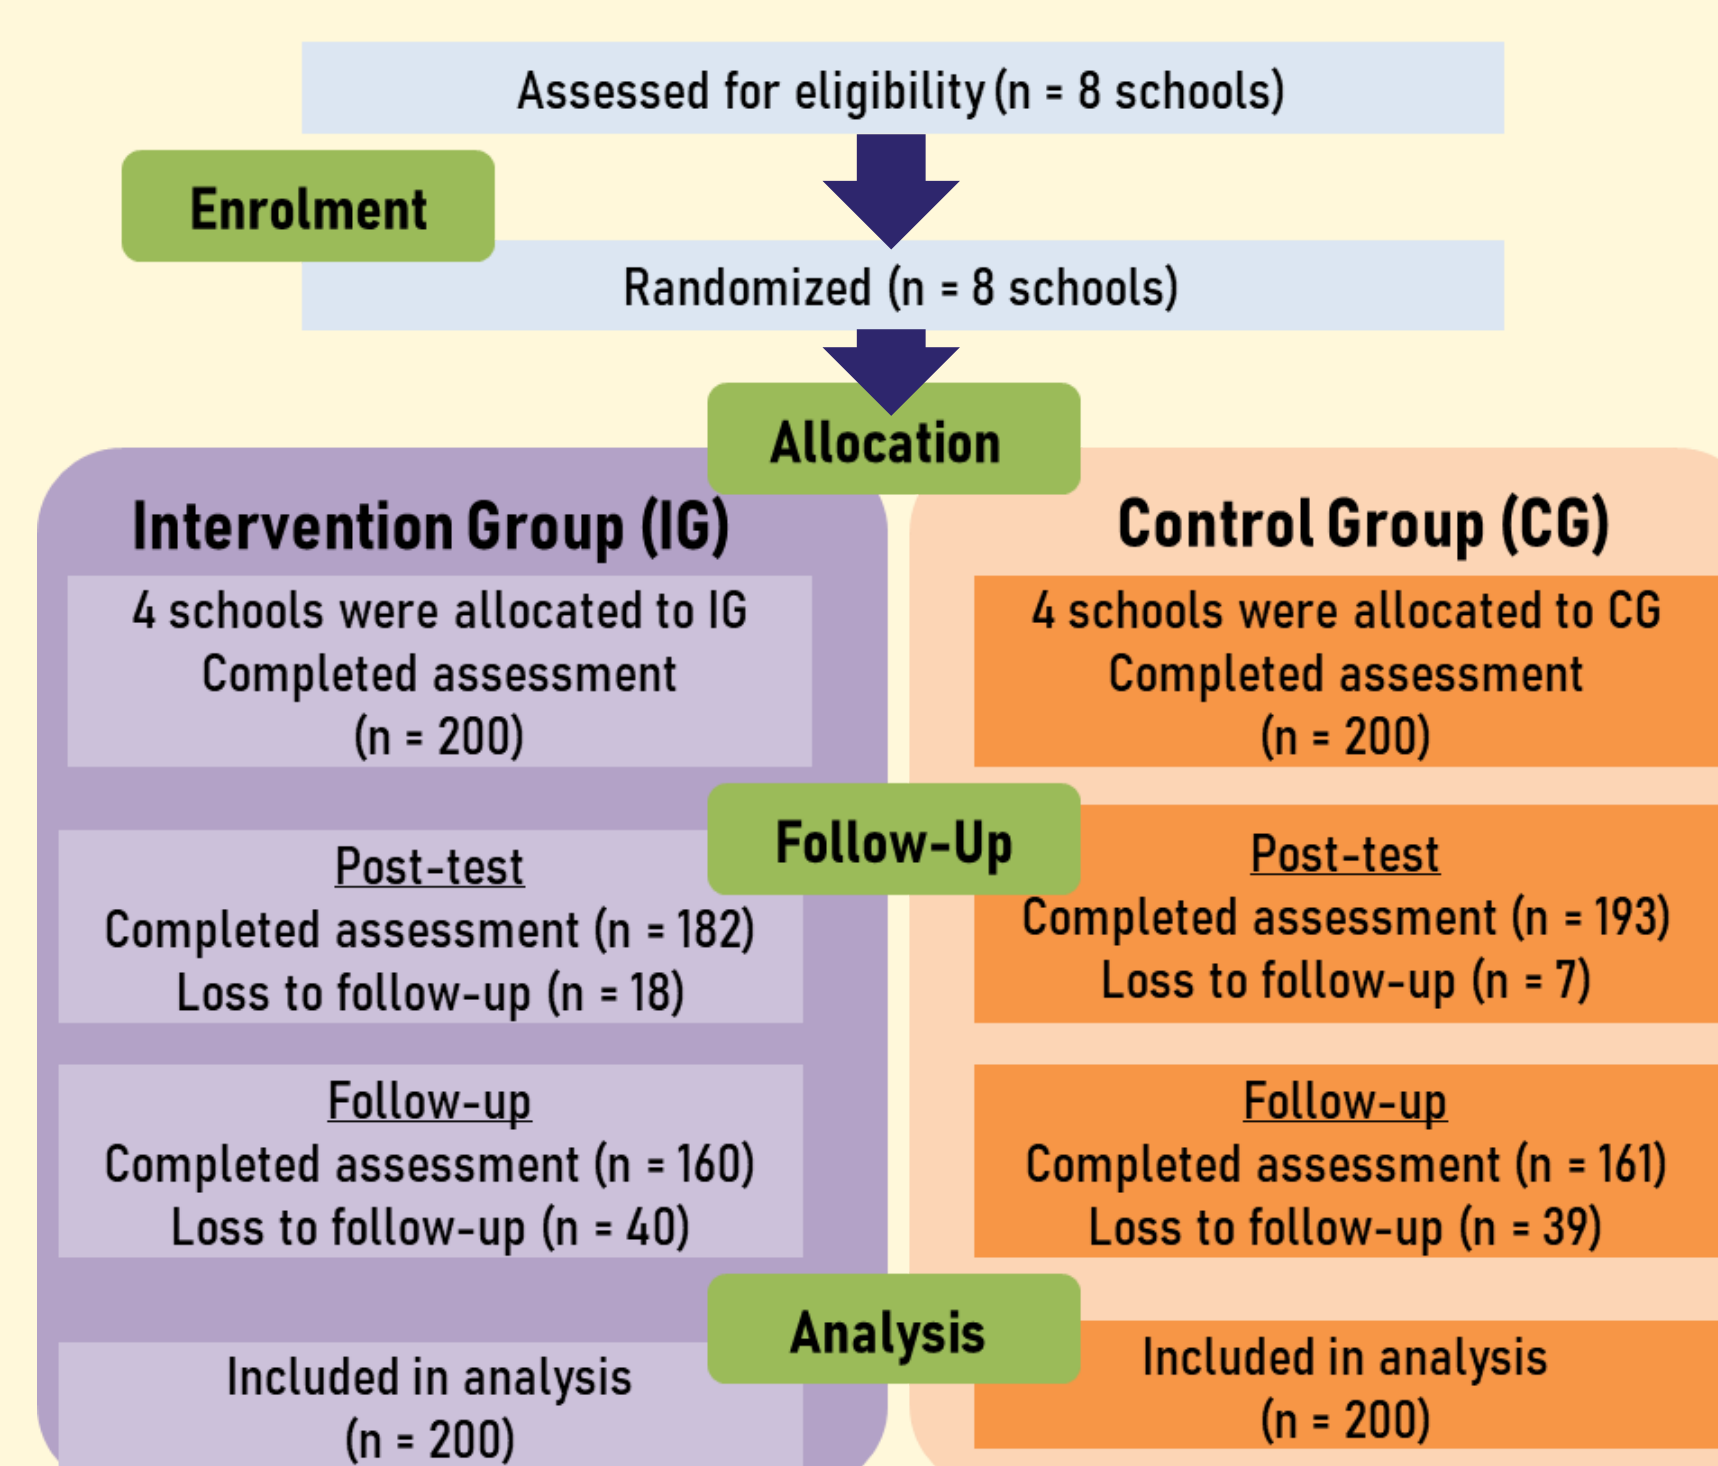 Assessed for eligibility (n = 8 schools)
Enrolment
Randomized (n = 8 schools)
Allocation
Intervention Group (IG)
4 schools were allocated to IG
Completed assessment
(n = 200)
Control Group (CG)
4 schools were allocated to CG
Completed assessment
(n = 200)
Follow-Up
Post-test
Completed assessment (n = 182)
Loss to follow-up (n = 18)
Post-test
Completed assessment (n = 193)
Loss to follow-up (n = 7)
Follow-up
Completed assessment (n = 160)
Loss to follow-up (n = 40)
Follow-up
Completed assessment (n = 161)
Loss to follow-up (n = 39)
Analysis
Included in analysis
(n = 200)
Included in analysis
(n = 200)